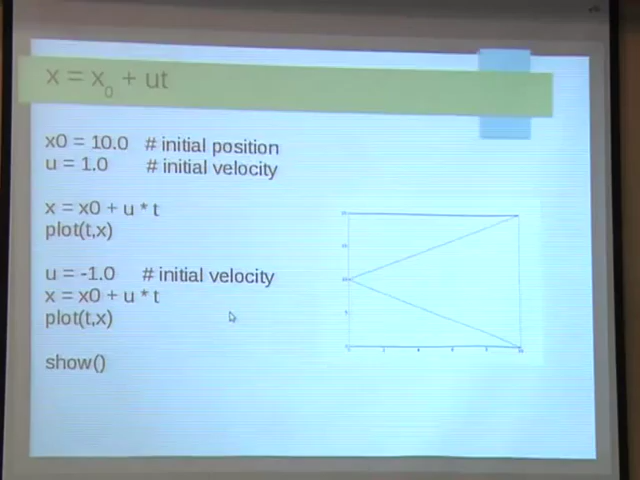 x = x₀ + ut
x0 = 10.0 # initial position
u = 1.0 # initial velocity
x = x0 + u * t
plot(t,x)
u = -1.0 # initial velocity
x = x0 + u * t
plot(t,x)
show()